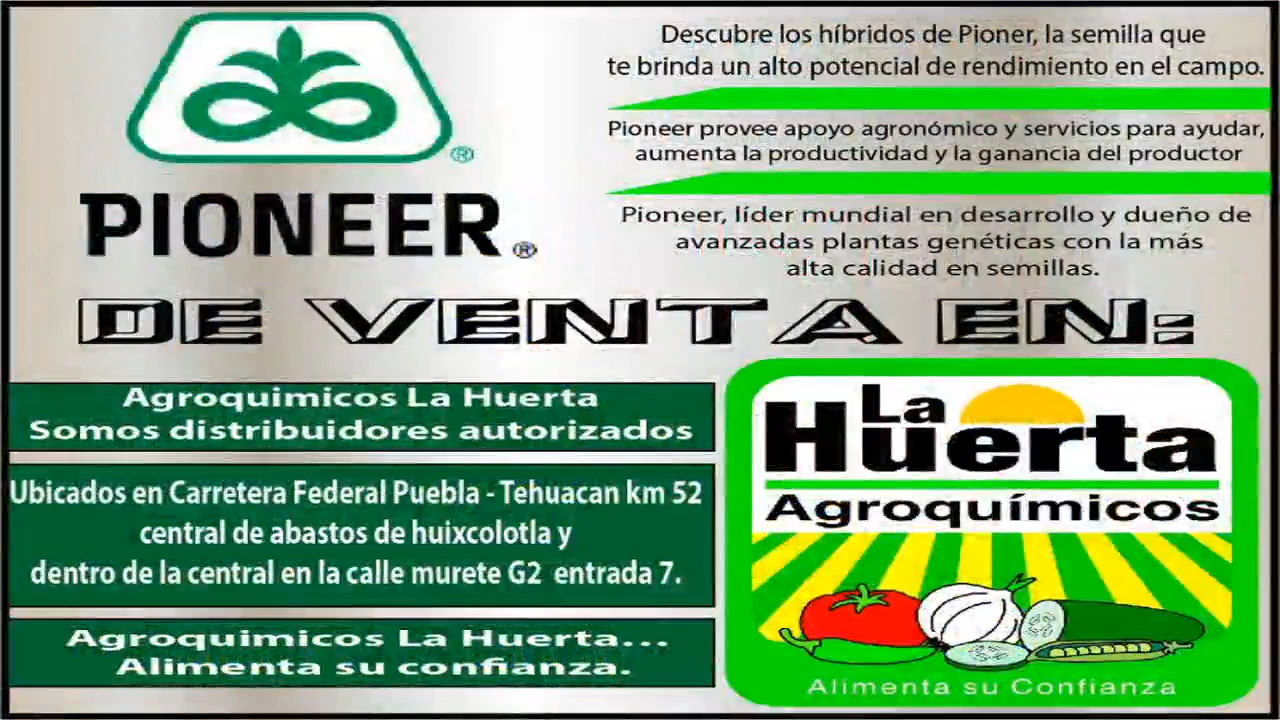 PIONEER
®
®
Descubre los híbridos de Pioner, la semilla que
te brinda un alto potencial de rendimiento en el campo.
Pioneer provee apoyo agronómico y servicios para ayudar,
aumenta la productividad y la ganancia del productor
Pioneer, líder mundial en desarrollo y dueño de
avanzadas plantas genéticas con la más
alta calidad en semillas.
DE VENTA EN:
Agroquimicos La Huerta
Somos distribuidores autorizados
Ubicados en Carretera Federal Puebla - Tehuacan km 52
central de abastos de huixcolotla y
dentro de la central en la calle murete G2 entrada 7.
Agroquimicos La Huerta...
Alimenta su confianza.
La
Huerta
Agroquímicos
Alimenta su Confianza